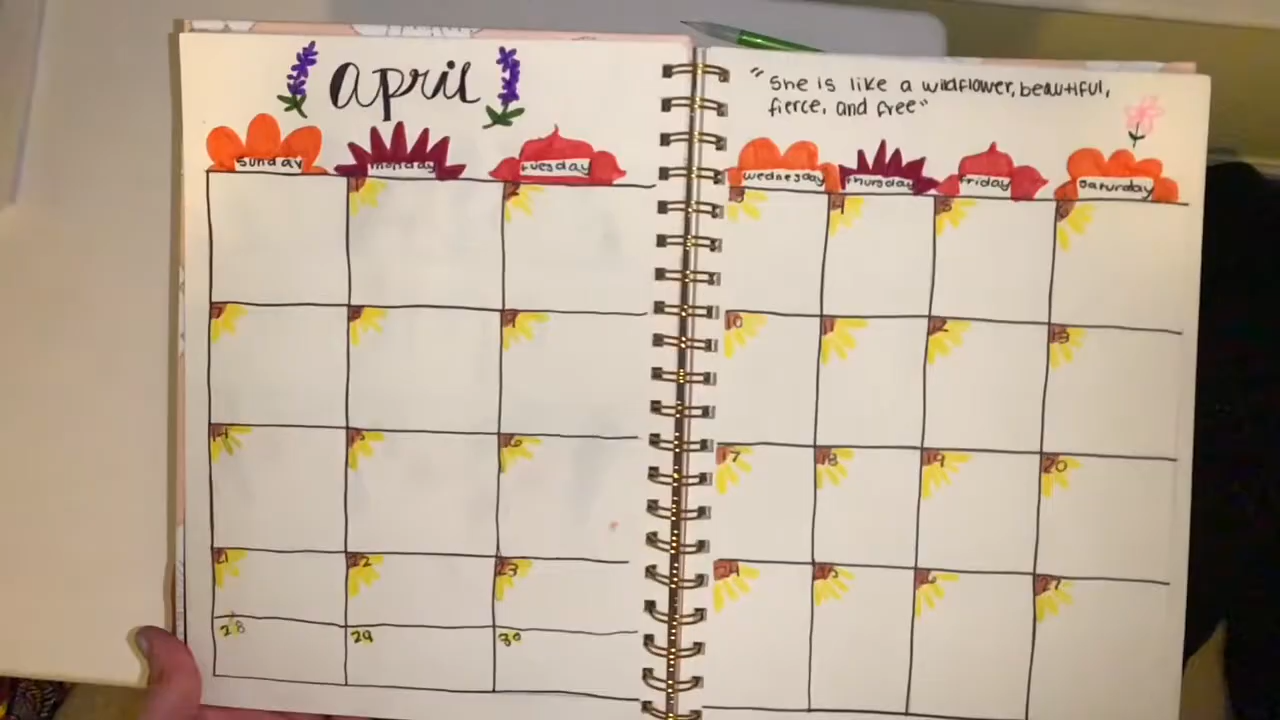 april
"She is like a wildflower, beautiful,
fierce, and free"
sunday monday tuesday wednesday thursday friday saturday
1 2 3 4 5 6
7 8 9 10 11 12 13
14 15 16 17 18 19 20
21 22 23 24 25 26 27
28 29 30